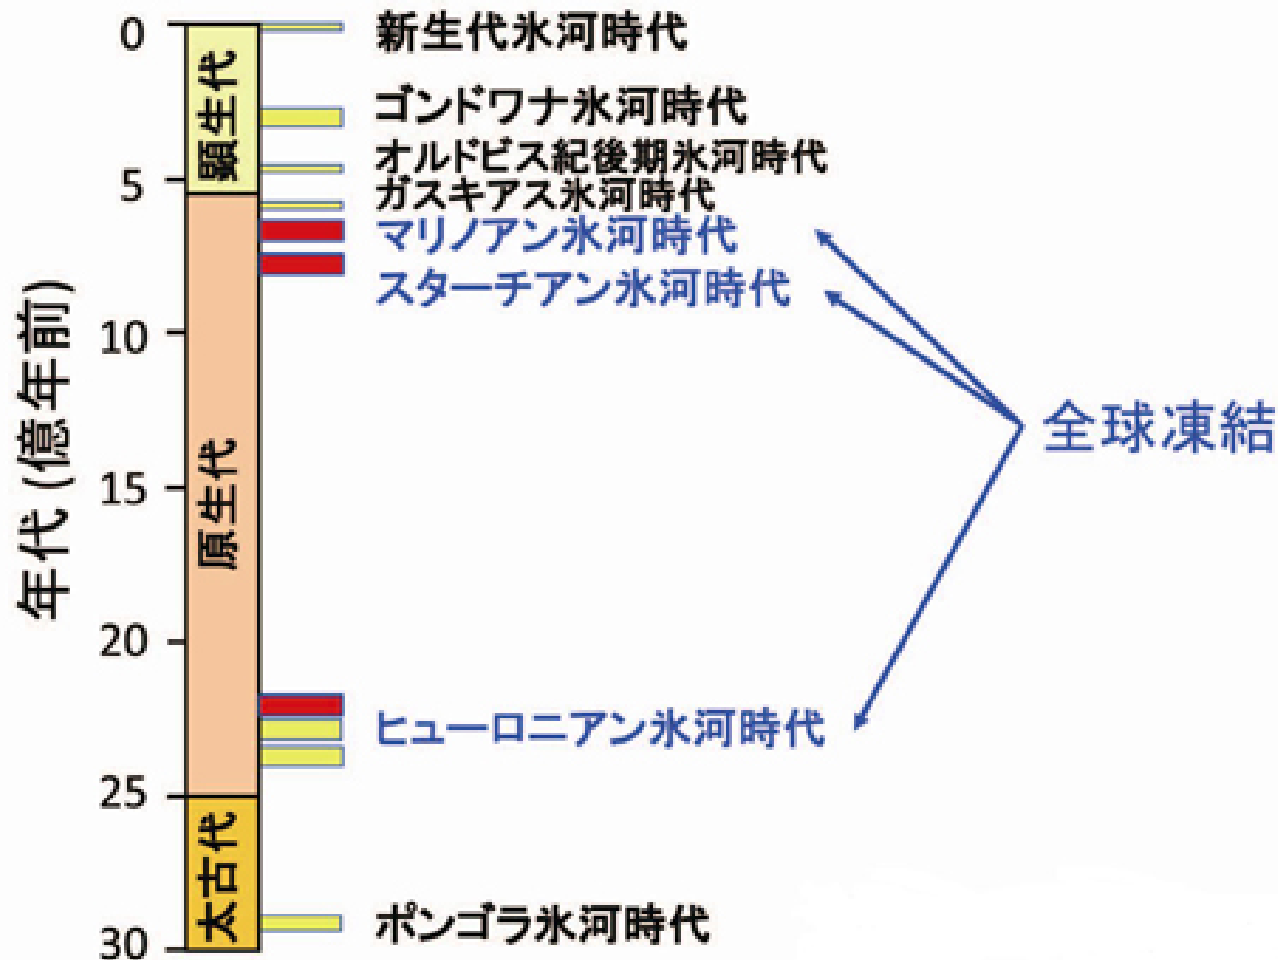 0
5
10
15
20
25
30
年代 (億年前)
顕生代
原生代
太古代
新生代氷河時代
ゴンドワナ氷河時代
オルドビス紀後期氷河時代
ガスキアス氷河時代
マリノアン氷河時代
スターチアン氷河時代
全球凍結
ヒューロニアン氷河時代
ポンゴラ氷河時代